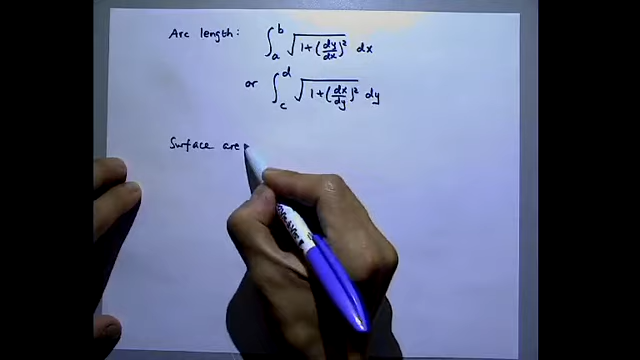 Arc length: ∫_a^b √(1+(dy/dx)²) dx
or ∫_c^d √(1+(dx/dy)²) dy
Surface are